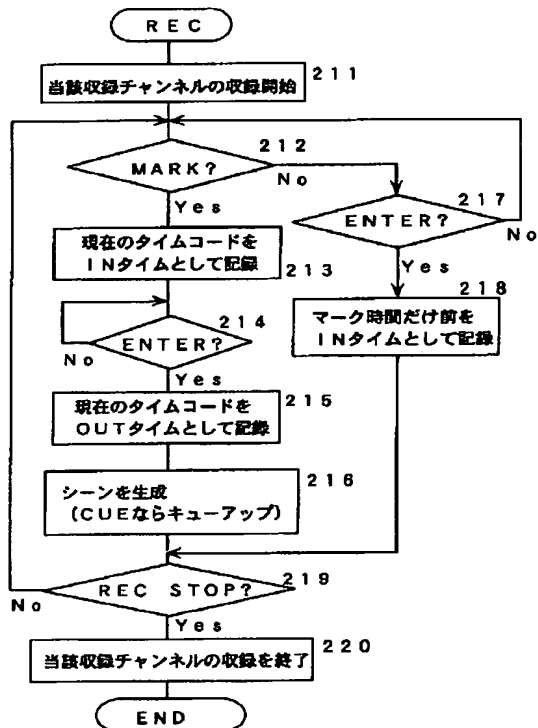 REC
当該収録チャンネルの収録開始
211
212
MARK?
No
Yes
217
ENTER?
No
Yes
現在のタイムコードを
INタイムとして記録
213
218
マーク時間だけ前を
INタイムとして記録
214
ENTER?
No
Yes
現在のタイムコードを
OUTタイムとして記録
215
シーンを生成
(CUEならキューアップ)
216
219
REC STOP?
No
Yes
当該収録チャンネルの収録を終了
220
END